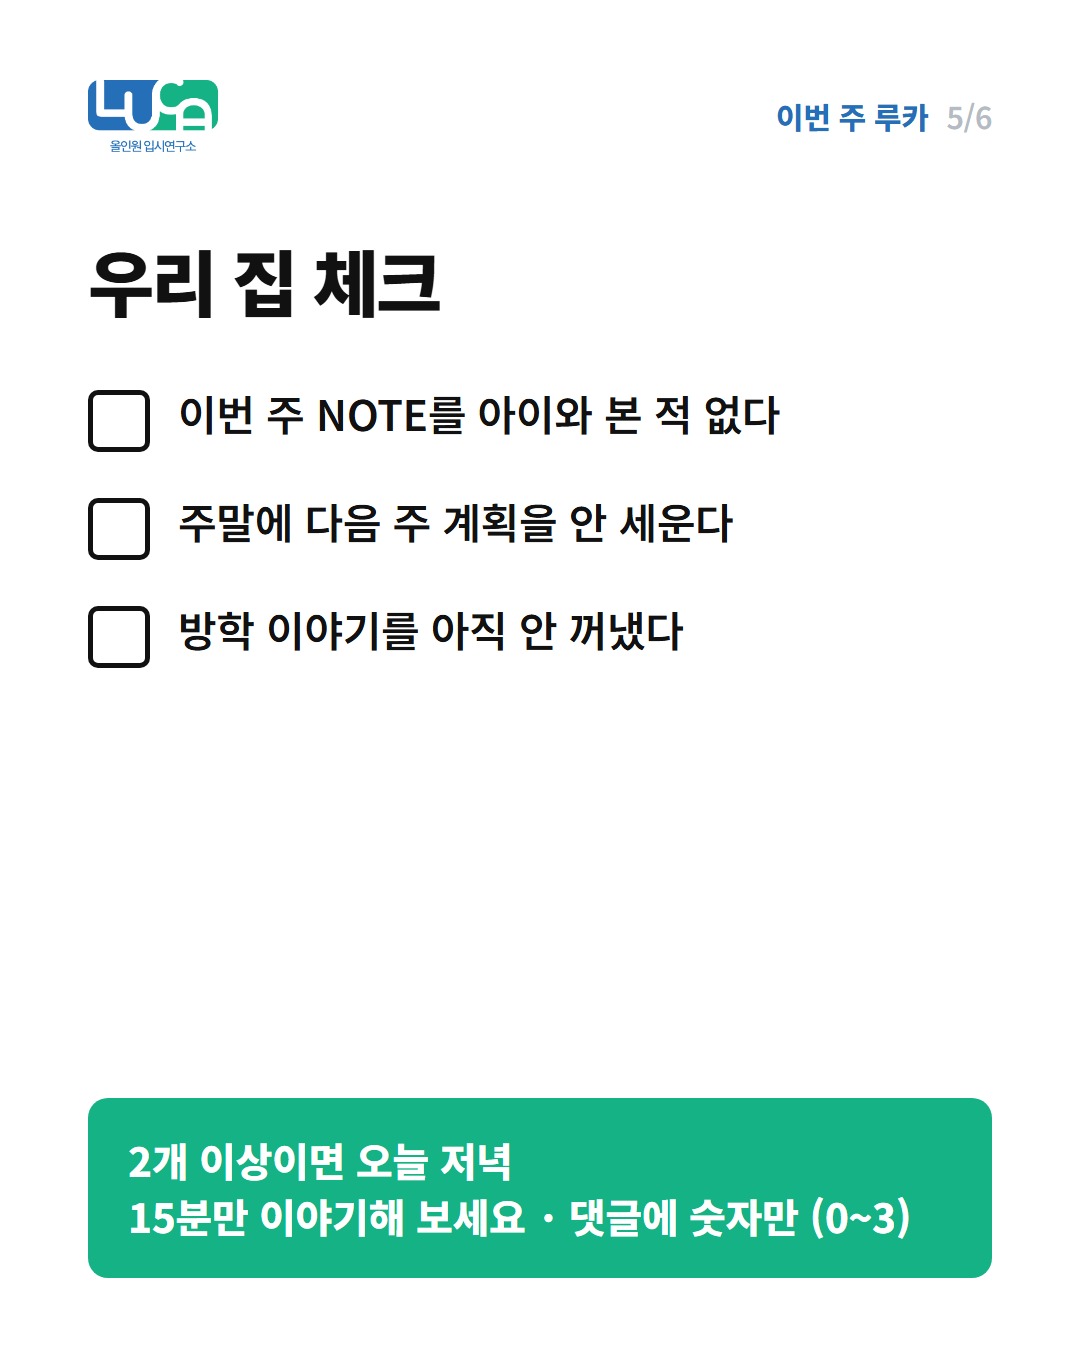 LUCA
올인원 입시연구소
이번 주 루카 5/6
우리 집 체크
이번 주 NOTE를 아이와 본 적 없다
주말에 다음 주 계획을 안 세운다
방학 이야기를 아직 안 꺼냈다
2개 이상이면 오늘 저녁
15분만 이야기해 보세요 · 댓글에 숫자만 (0~3)